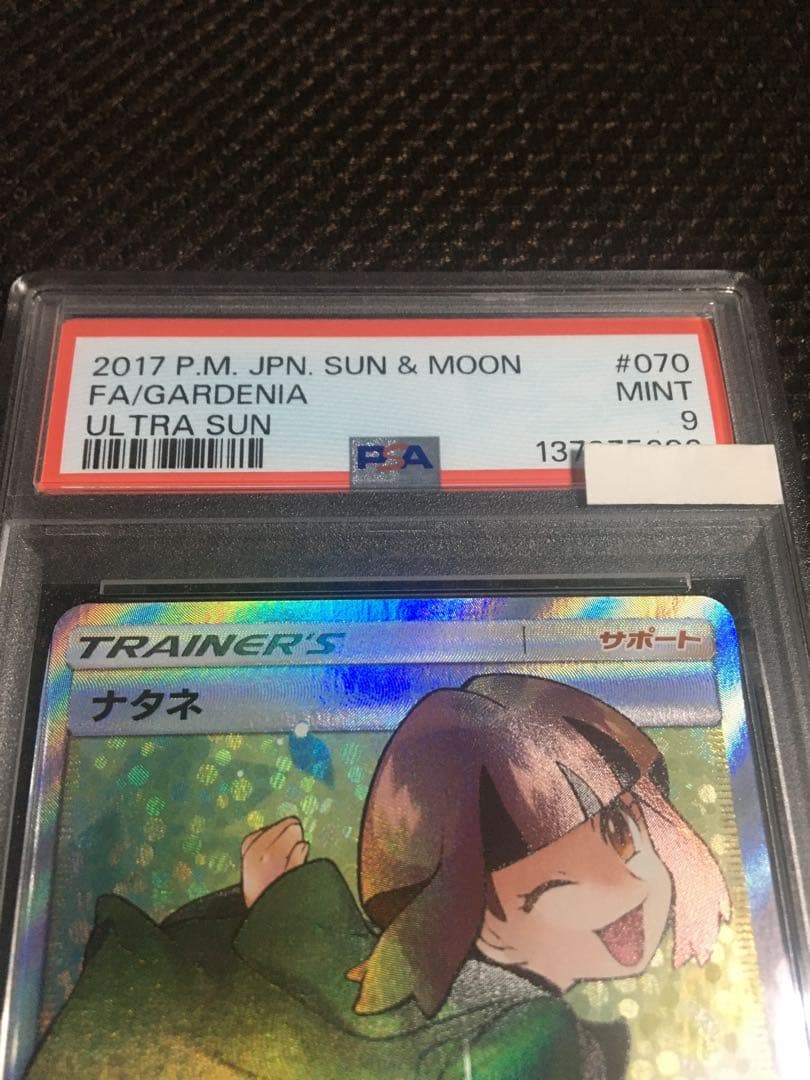 2017 P.M. JPN. SUN & MOON #070
FA/GARDENIA MINT
ULTRA SUN 9
PSA
TRAINER'S サポート
ナタネ